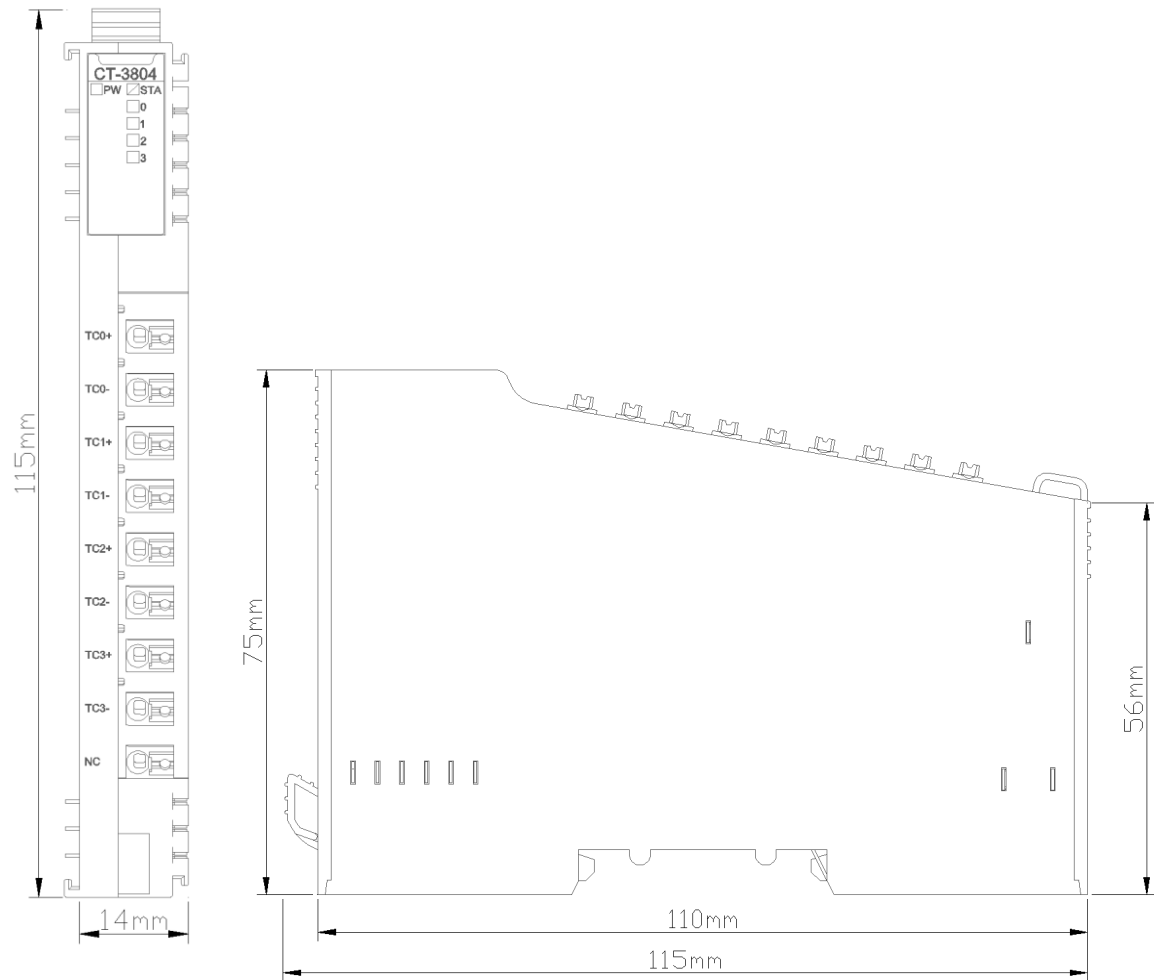 CT-3804
PW STA
0
1
2
3
TC0+
TC0-
TC1+
TC1-
TC2+
TC2-
TC3+
TC3-
NC
115mm
14mm
75mm
56mm
110mm
115mm